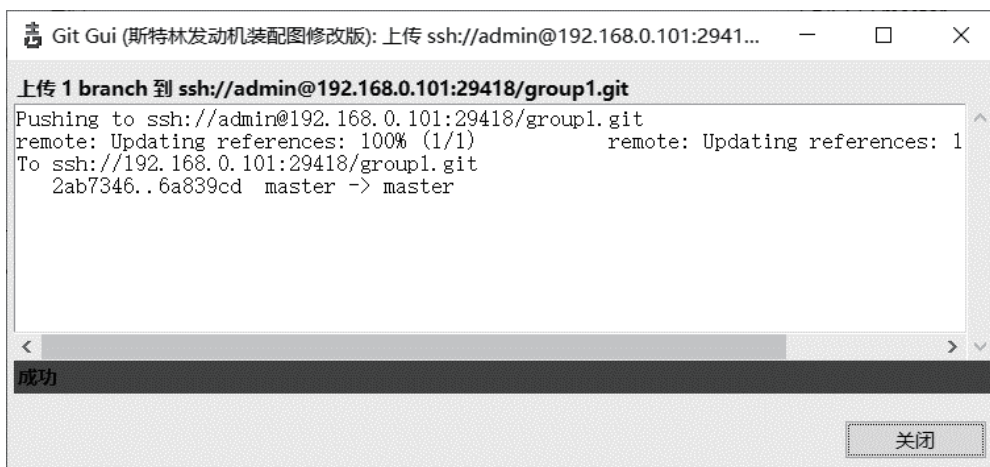 Git Gui (斯特林发动机装配图修改版): 上传 ssh://admin@192.168.0.101:2941...
上传 1 branch 到 ssh://admin@192.168.0.101:29418/group1.git
Pushing to ssh://admin@192.168.0.101:29418/group1.git
remote: Updating references: 100% (1/1) remote: Updating references: 1
To ssh://192.168.0.101:29418/group1.git
2ab7346..6a839cd master -> master
成功
关闭